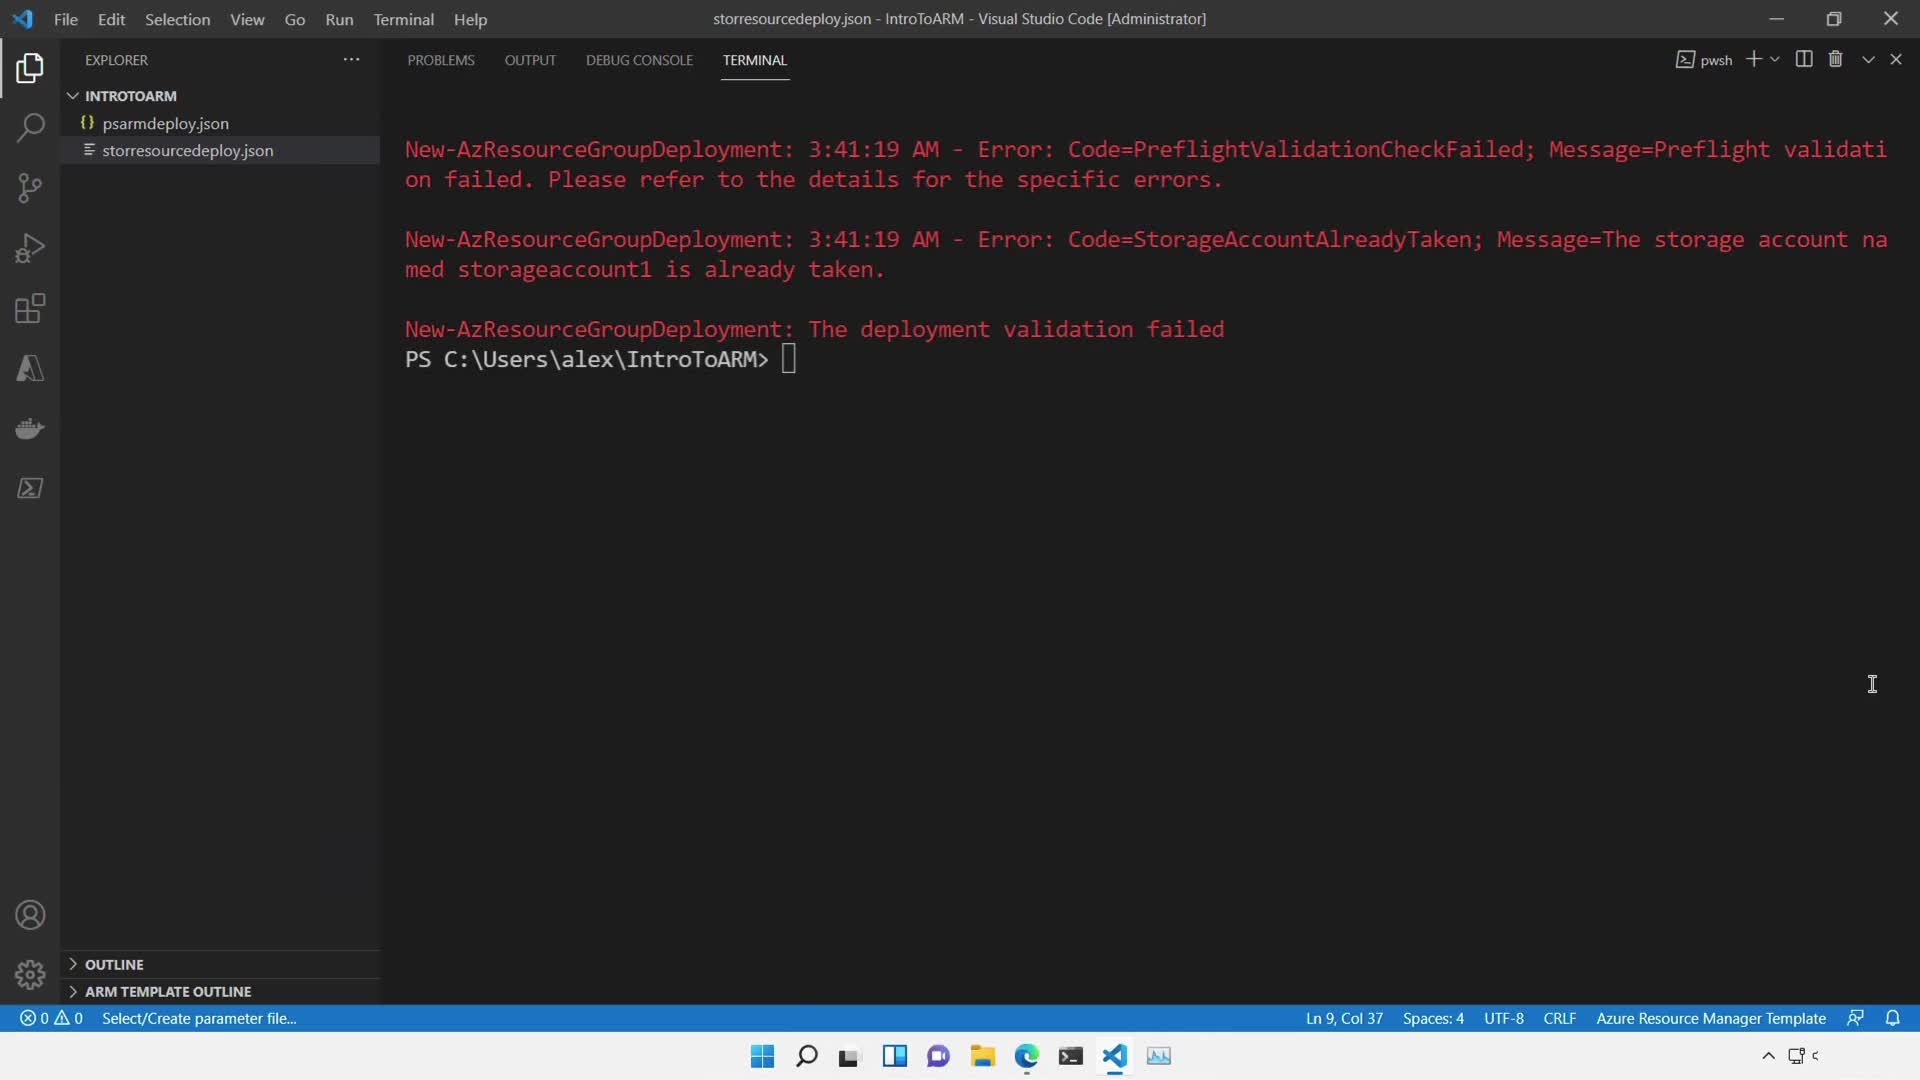 File Edit Selection View Go Run Terminal Help
storresourcedeploy.json - IntroToARM - Visual Studio Code [Administrator]
EXPLORER
PROBLEMS OUTPUT DEBUG CONSOLE TERMINAL
pwsh
INTROTOARM
psarmdeploy.json
storresourcedeploy.json
New-AzResourceGroupDeployment: 3:41:19 AM - Error: Code=PreflightValidationCheckFailed; Message=Preflight validati
on failed. Please refer to the details for the specific errors.
New-AzResourceGroupDeployment: 3:41:19 AM - Error: Code=StorageAccountAlreadyTaken; Message=The storage account na
med storageaccount1 is already taken.
New-AzResourceGroupDeployment: The deployment validation failed
PS C:\Users\alex\IntroToARM>
OUTLINE
ARM TEMPLATE OUTLINE
0 0 Select/Create parameter file...
Ln 9, Col 37 Spaces: 4 UTF-8 CRLF Azure Resource Manager Template